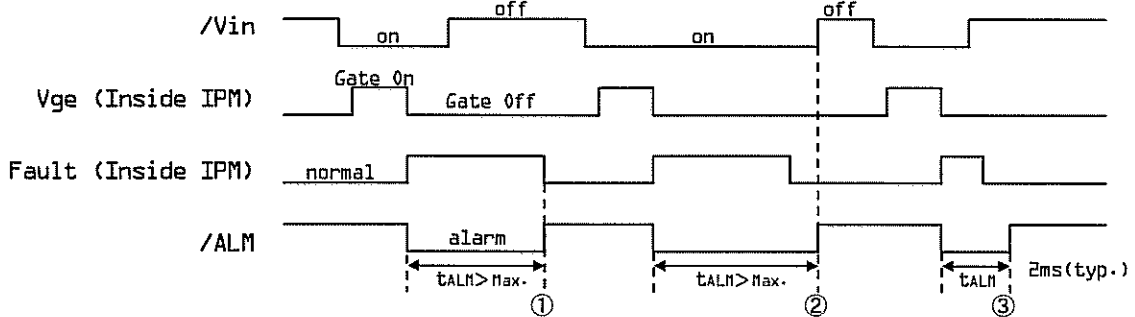 off
off
/Vin
on
on
Gate On
Vge (Inside IPM)
Gate Off
Fault (Inside IPM)
normal
/ALM
alarm
2ms(typ.)
tALM> Max.
tALM> Max.
tALM
①
②
③